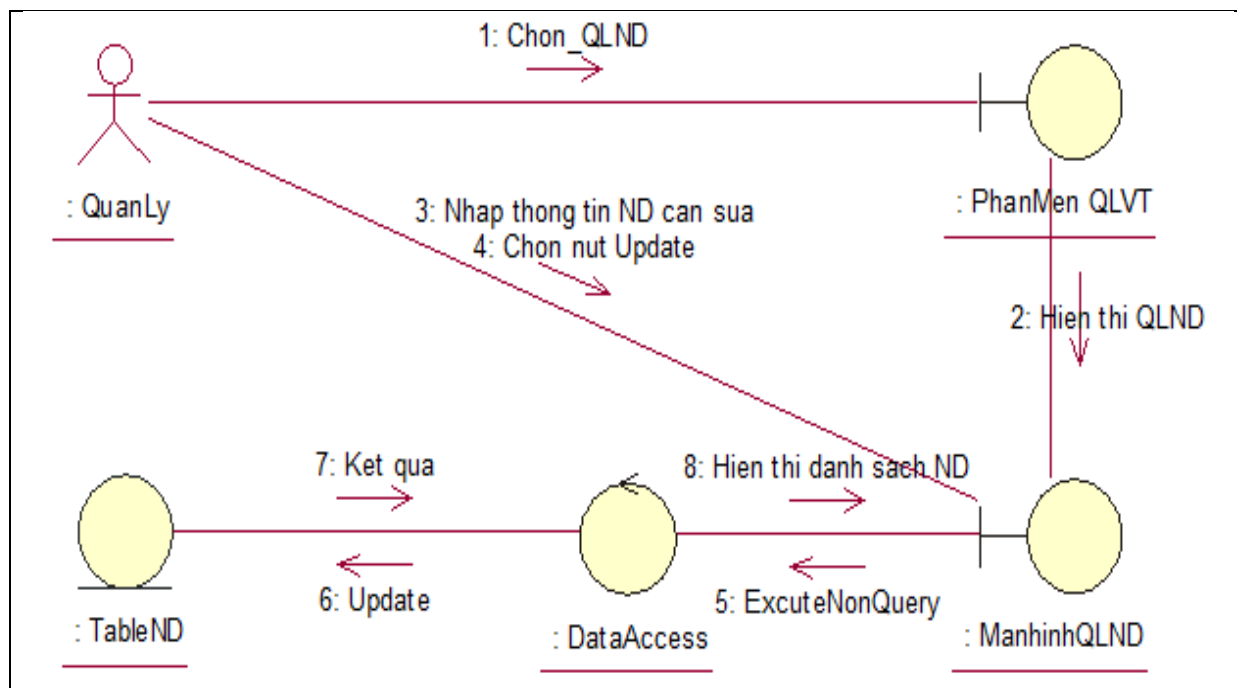 1: Chon_QLND
: QuanLy
: PhanMen QLVT
3: Nhap thong tin ND can sua
4: Chon nut Update
2: Hien thi QLND
7: Ket qua
8: Hien thi danh sach ND
6: Update
5: ExcuteNonQuery
: TableND
: DataAccess
: ManhinhQLND